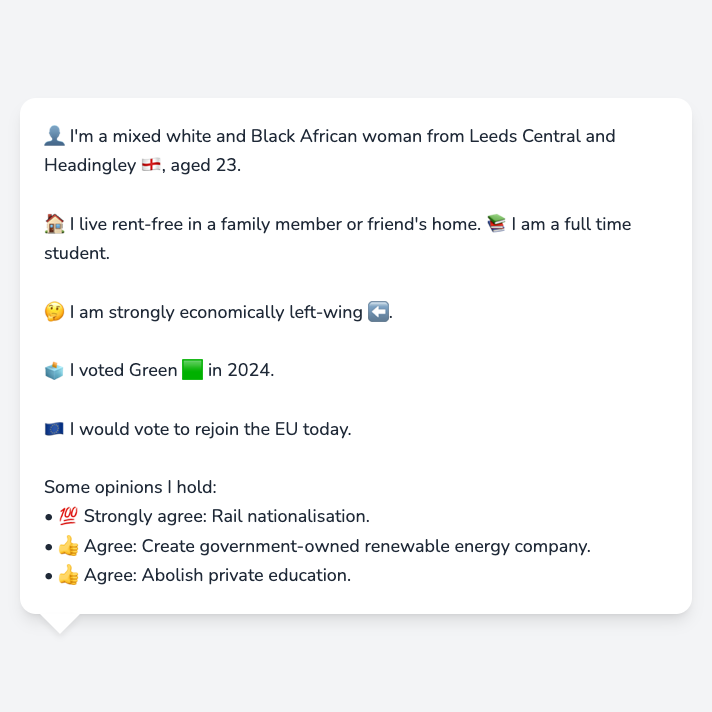 👤 I'm a mixed white and Black African woman from Leeds Central and
Headingley 🏴󠁧󠁢󠁥󠁮󠁧󠁿, aged 23.
🏠 I live rent-free in a family member or friend's home. 📚 I am a full time
student.
🤔 I am strongly economically left-wing ⬅️.
🗳️ I voted Green 🟩 in 2024.
🇪🇺 I would vote to rejoin the EU today.
Some opinions I hold:
• 💯 Strongly agree: Rail nationalisation.
• 👍 Agree: Create government-owned renewable energy company.
• 👍 Agree: Abolish private education.